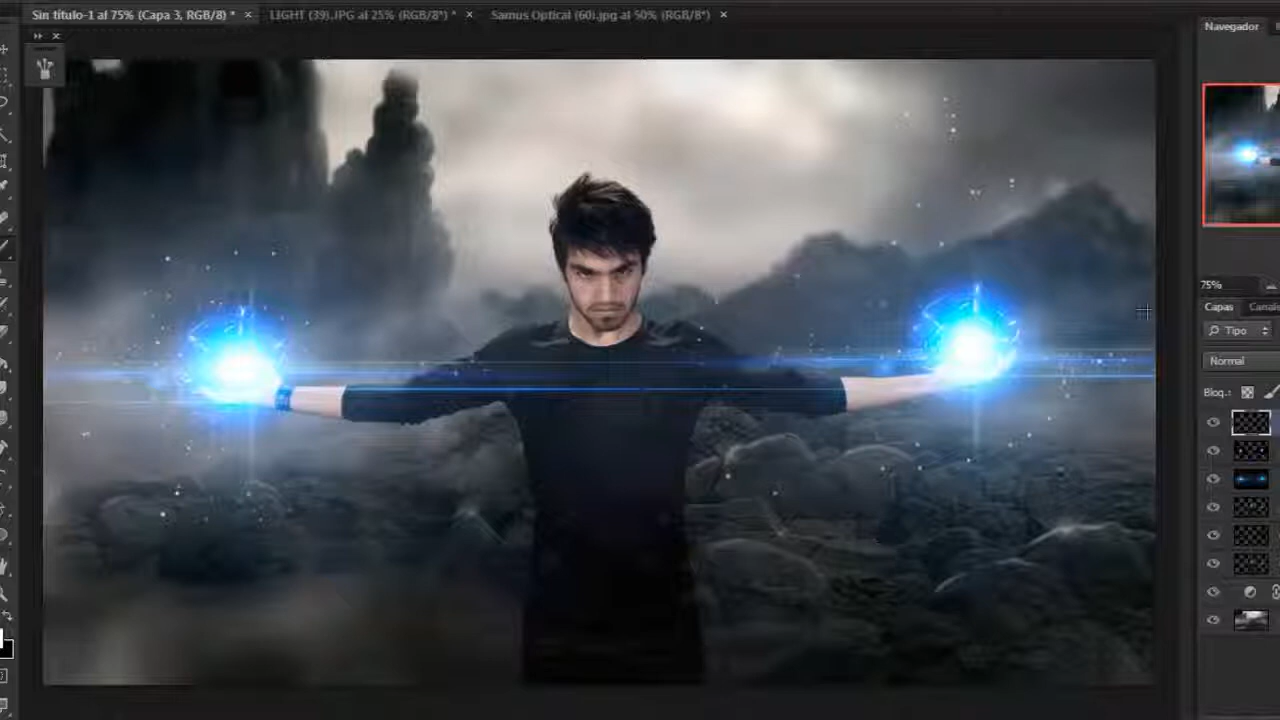 Sin título-1 al 75% (Capa 3, RGB/8) * ×
LIGHT (39).JPG al 25% (RGB/8*) * ×
Samus Optical (60).jpg al 50% (RGB/8*) ×
Navegador
75%
Capas Canales
Tipo
Normal
Bloq.: